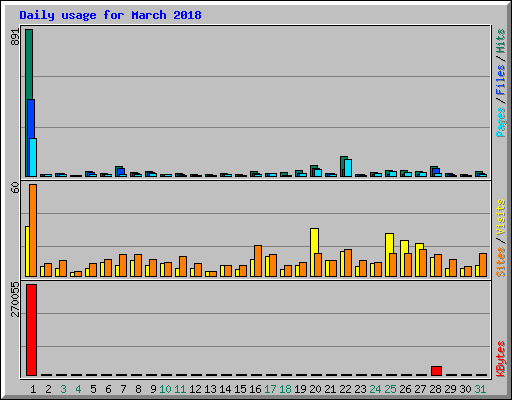 Daily usage for March 2018
891
Pages / Files / Hits
60
Sites / Visits
270055
KBytes
1 2 3 4 5 6 7 8 9 10 11 12 13 14 15 16 17 18 19 20 21 22 23 24 25 26 27 28 29 30 31